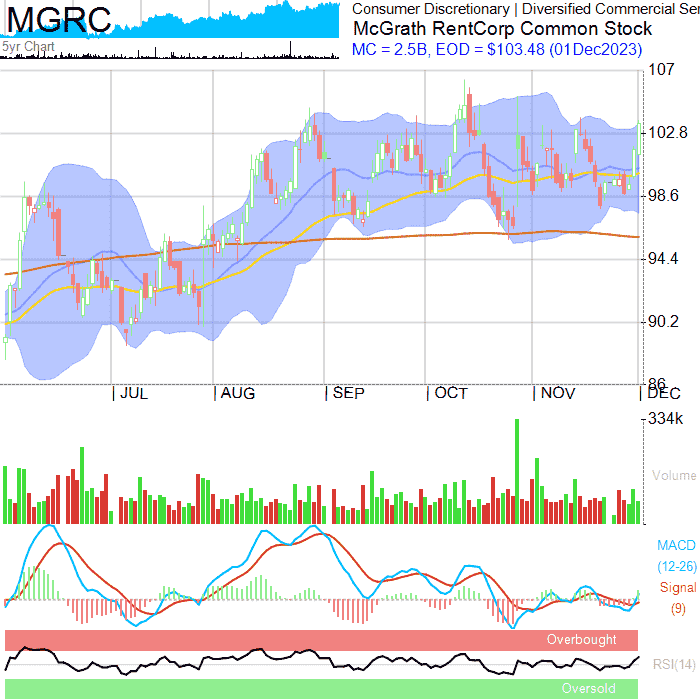 MGRC
5yr Chart
Consumer Discretionary | Diversified Commercial Ser
McGrath RentCorp Common Stock
MC = 2.5B, EOD = $103.48 (01Dec2023)
107
102.8
98.6
94.4
90.2
86
JUL AUG SEP OCT NOV DEC
334k
Volume
MACD
(12-26)
Signal
(9)
Overbought
RSI(14)
Oversold